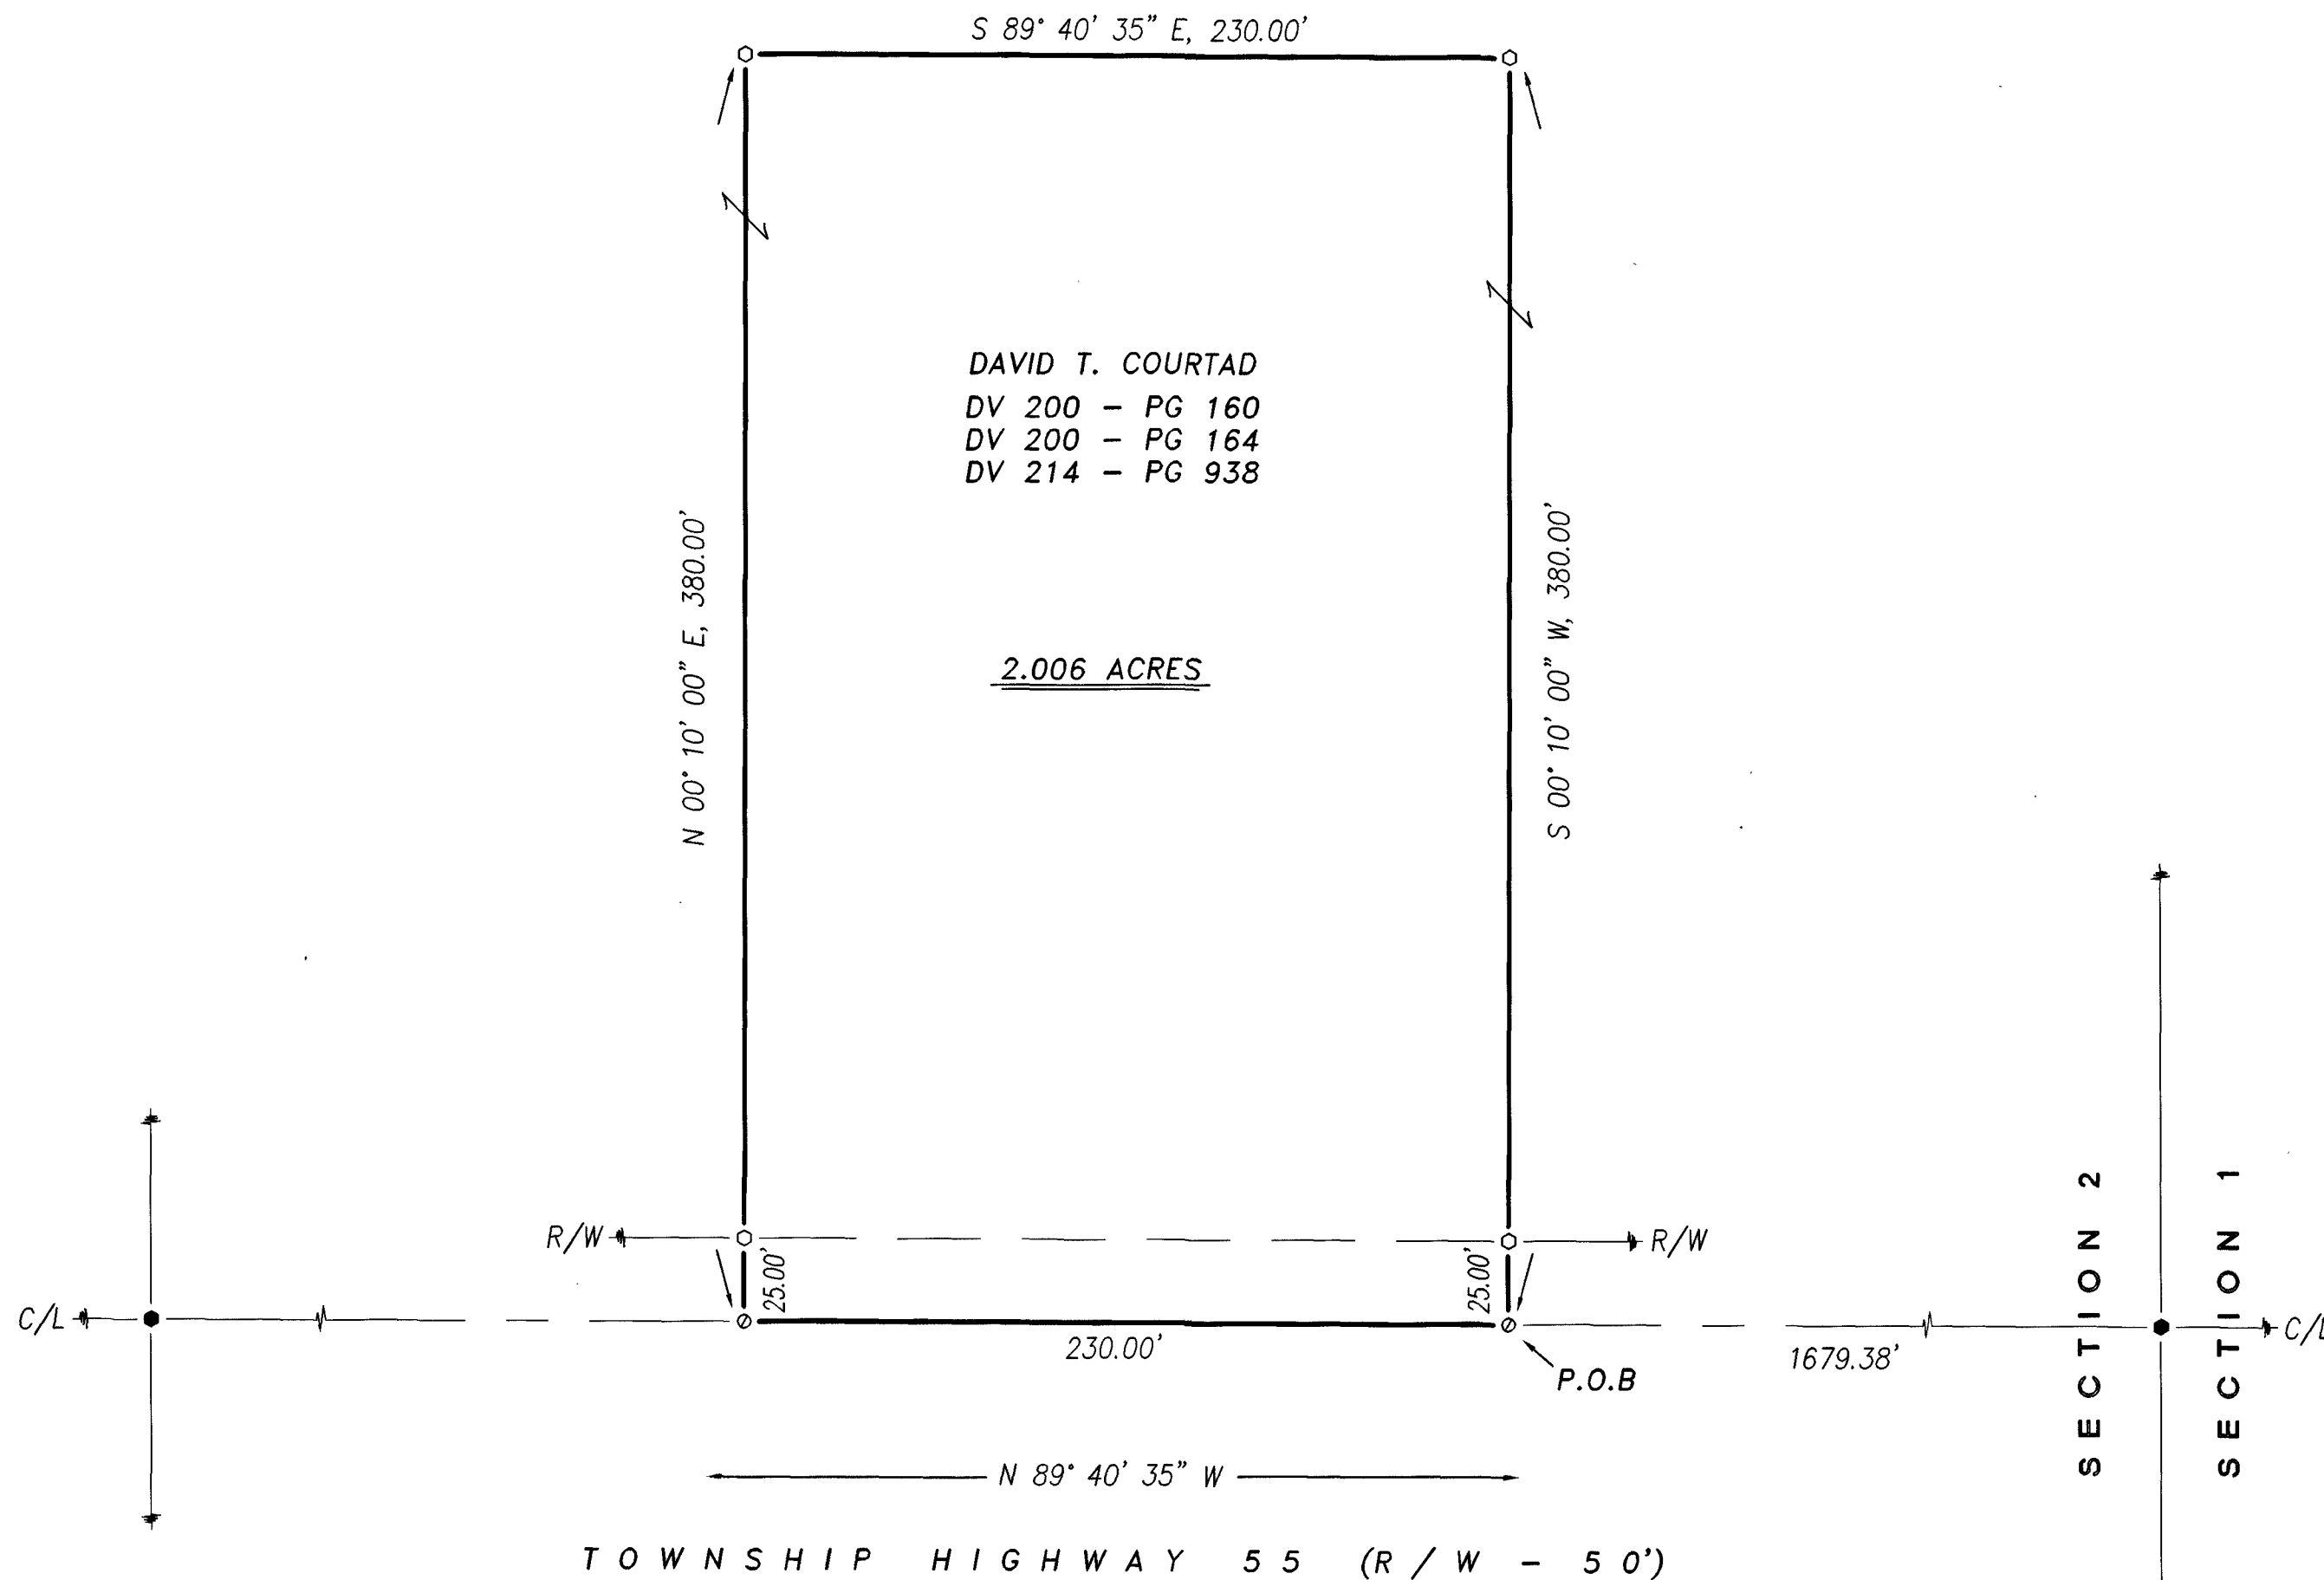 S 89° 40' 35" E, 230.00'
DAVID T. COURTAD
DV 200 - PG 160
DV 200 - PG 164
DV 214 - PG 938
N 00° 10' 00" E, 380.00'
S 00° 10' 00" W, 380.00'
2.006 ACRES
SECTION 2
SECTION 1
R/W
R/W
25.00'
25.00'
C/L
C/L
230.00'
1679.38'
P.O.B
N 89° 40' 35" W
TOWNSHIP HIGHWAY 55 (R/W - 50')